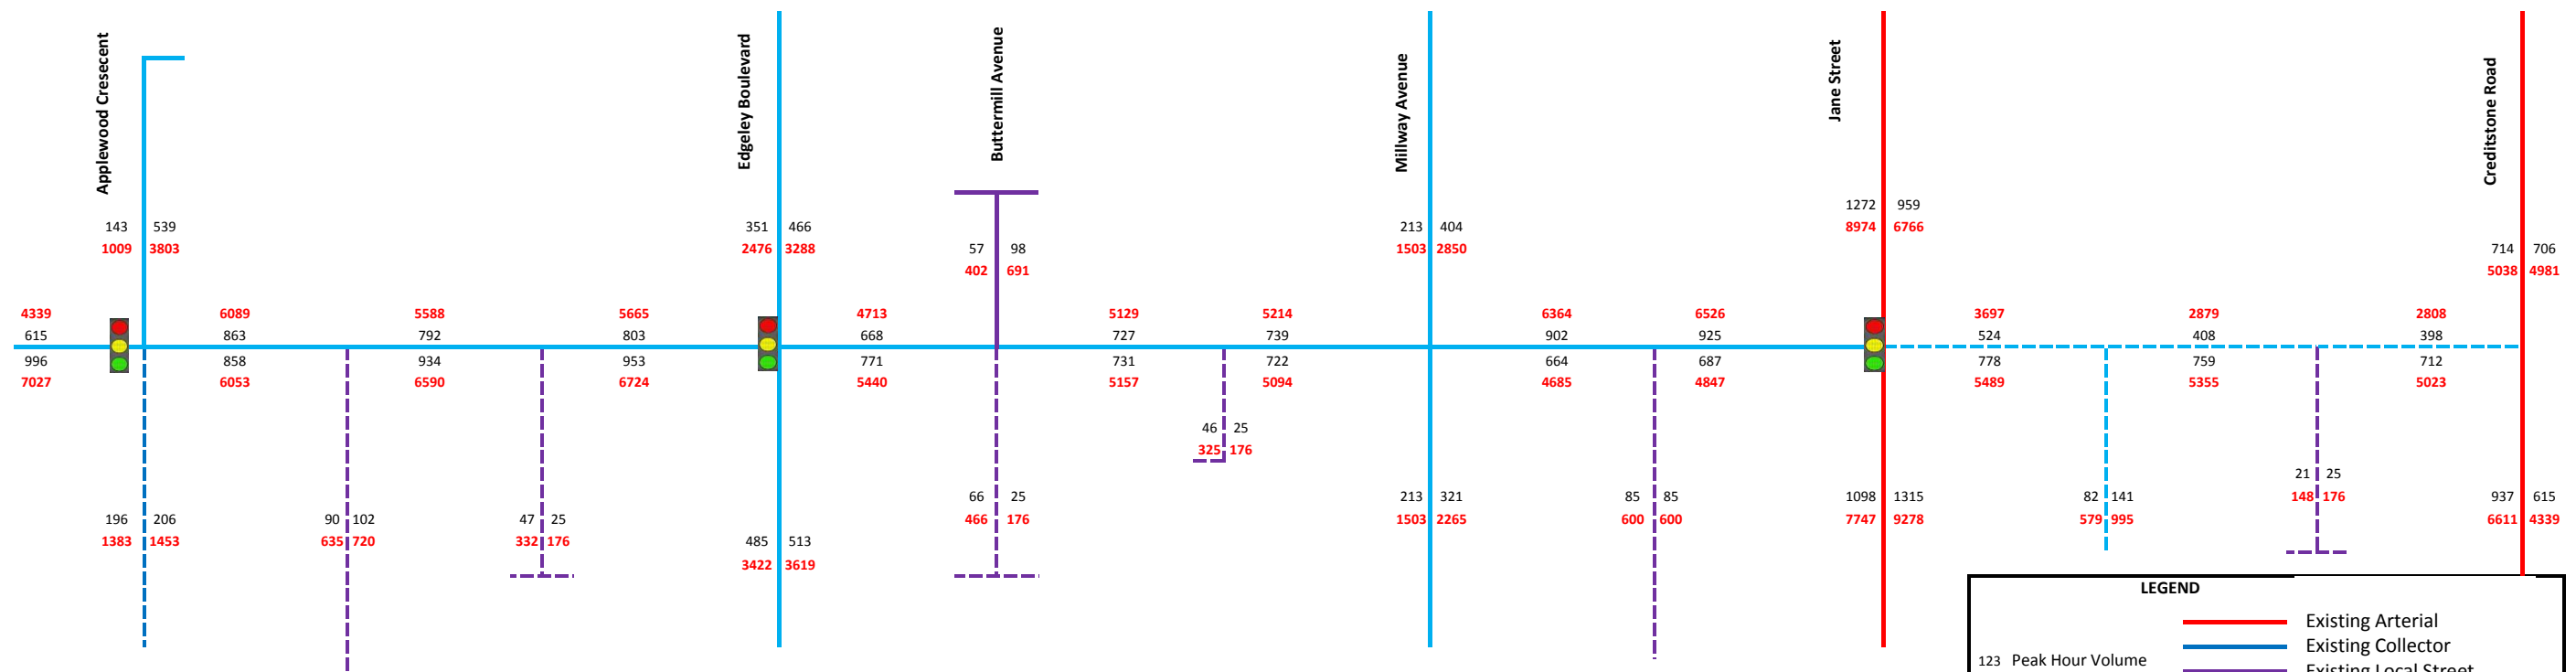 Applewood Cresecent
Edgeley Boulevard
Buttermill Avenue
Millway Avenue
Jane Street
Creditstone Road
1272 959
8974 6766
143 539
351 466
213 404
714 706
1009 3803
2476 3288
57 98
1503 2850
5038 4981
402 691
4339 6089 5588 5665 4713 5129 5214 6364 6526 3697 2879 2808
615 863 792 803 668 727 739 902 925 524 408 398
996 858 934 953 771 731 722 664 687 778 759 712
7027 6053 6590 6724 5440 5157 5094 4685 4847 5489 5355 5023
46 25
325 176
21 25
66 25
213 321
85 85
1098 1315
82 141
148 176
937 615
196 206
90 102
47 25
466 176
1503 2265
600 600
7747 9278
579 995
6611 4339
1383 1453
635 720
332 176
485 513
3422 3619
LEGEND
Existing Arterial
Existing Collector
123 Peak Hour Volume
Existing Local Street